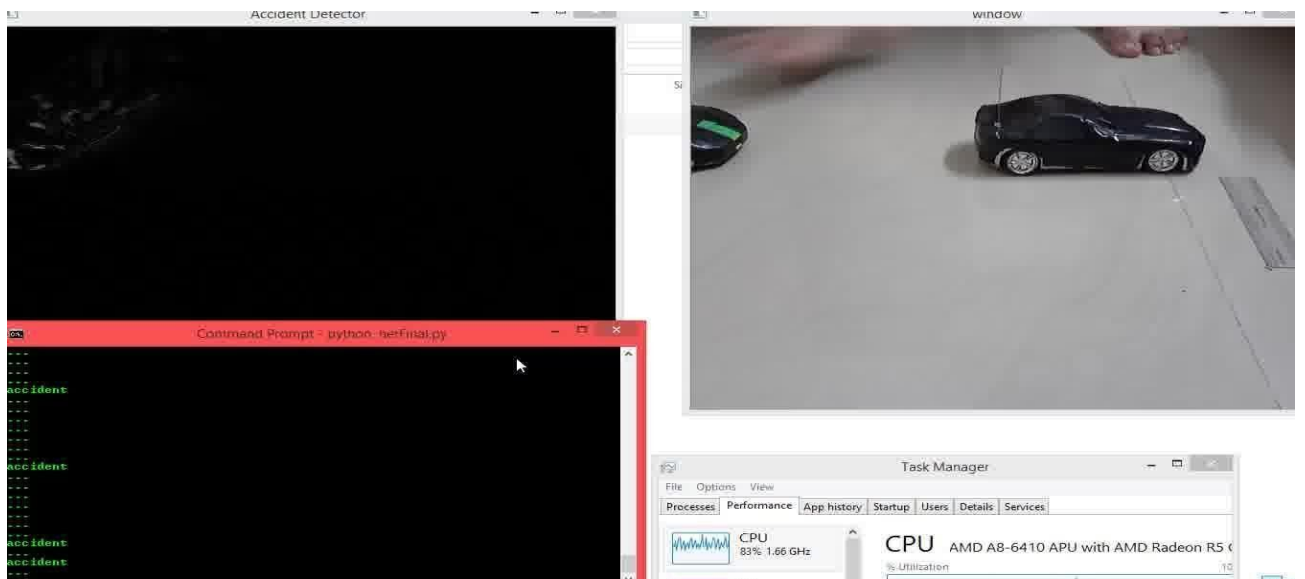 Accident Detector
window
Command Prompt - python
---
---
---
---
accident
---
---
---
---
---
accident
---
---
---
---
---
accident
---
accident
---
Task Manager
File Options View
Processes Performance App history Startup Users Details Services
CPU
83% 1.66 GHz
CPU AMD A8-6410 APU with AMD Radeon R5
% Utilization